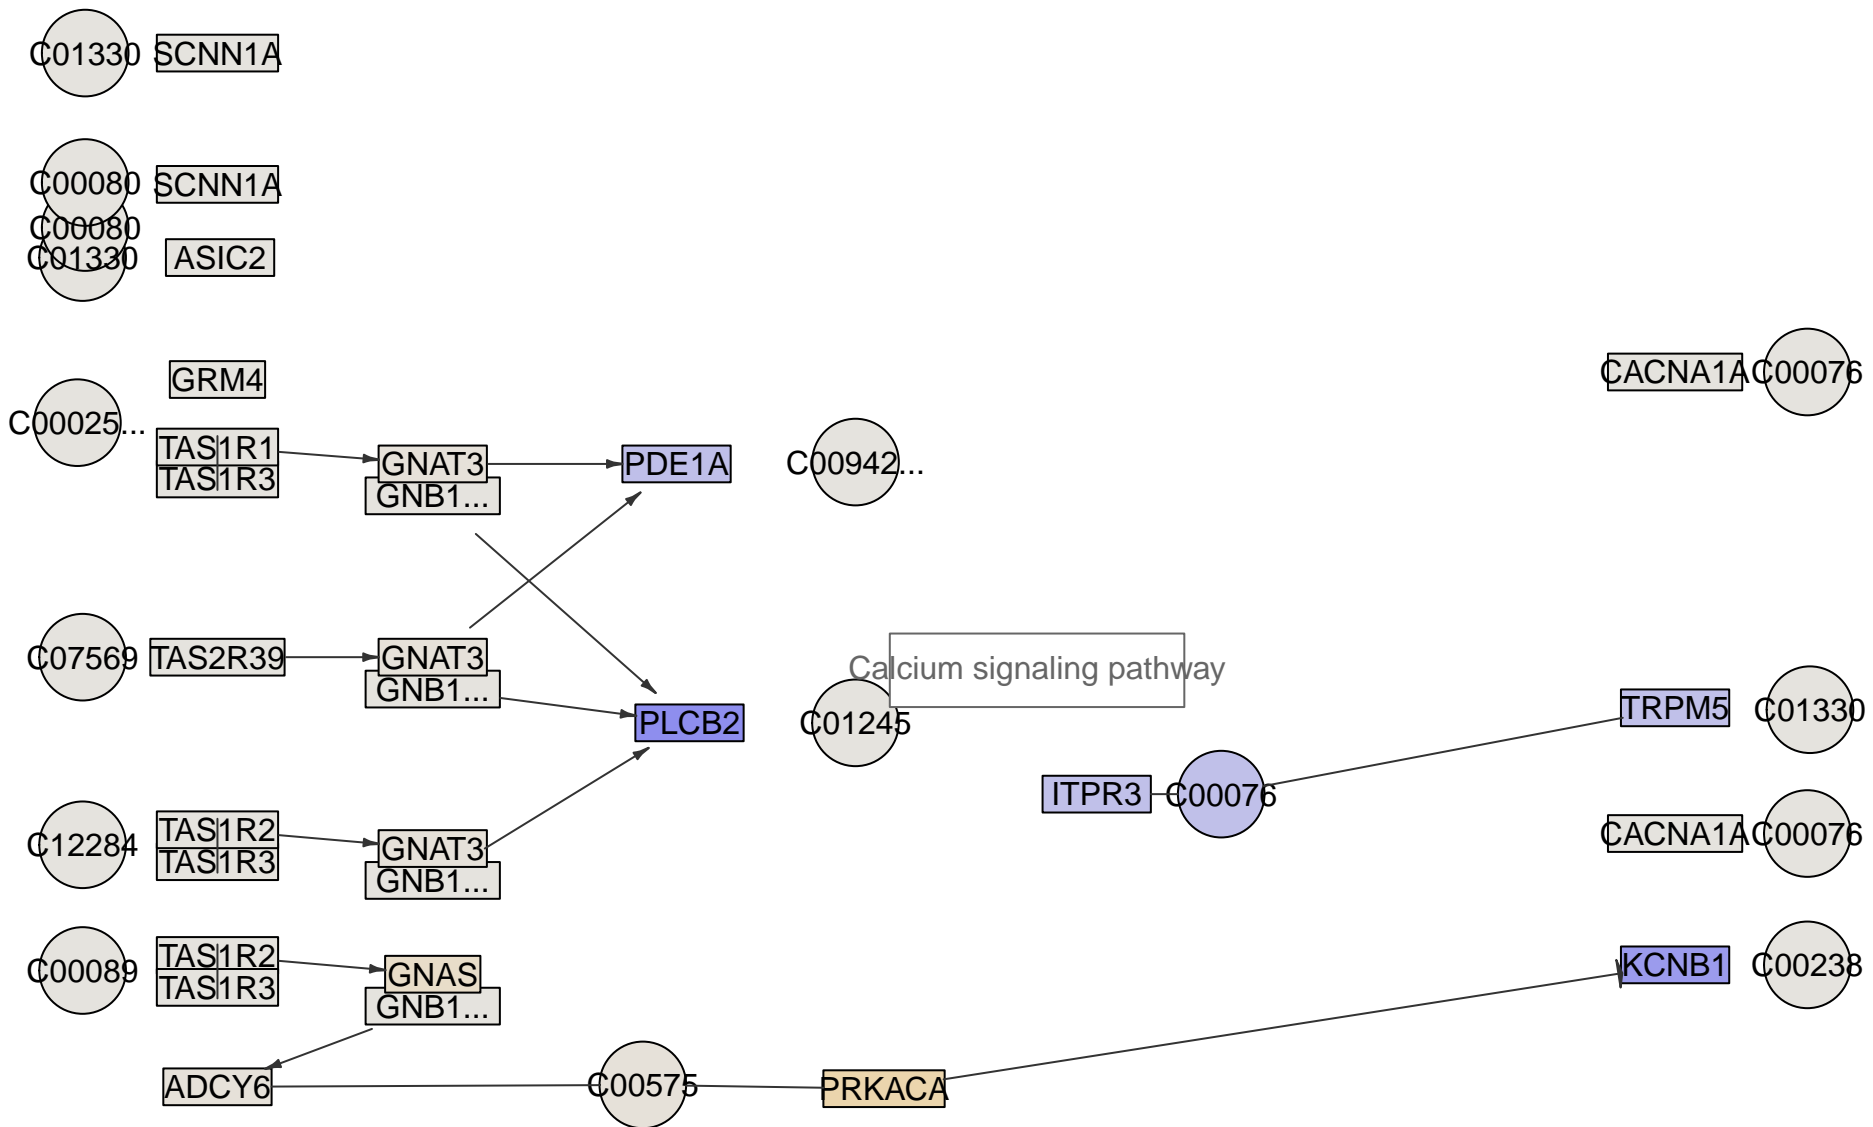 C01330 SCNN1A
C00080 SCNN1A
C00080
C01330 ASIC2
GRM4
CACNA1A C00076
C00025...
TAS1R1
GNAT3 PDE1A C00942...
TAS1R3
GNB1...
C07569 TAS2R39 GNAT3
Calcium signaling pathway
GNB1...
TRPM5 C01330
PLCB2 C01245
ITPR3 C00076
TAS1R2
CACNA1A C00076
C12284
GNAT3
TAS1R3
GNB1...
TAS1R2
KCNB1 C00238
C00089
GNAS
TAS1R3
GNB1...
ADCY6 C00575 PRKACA